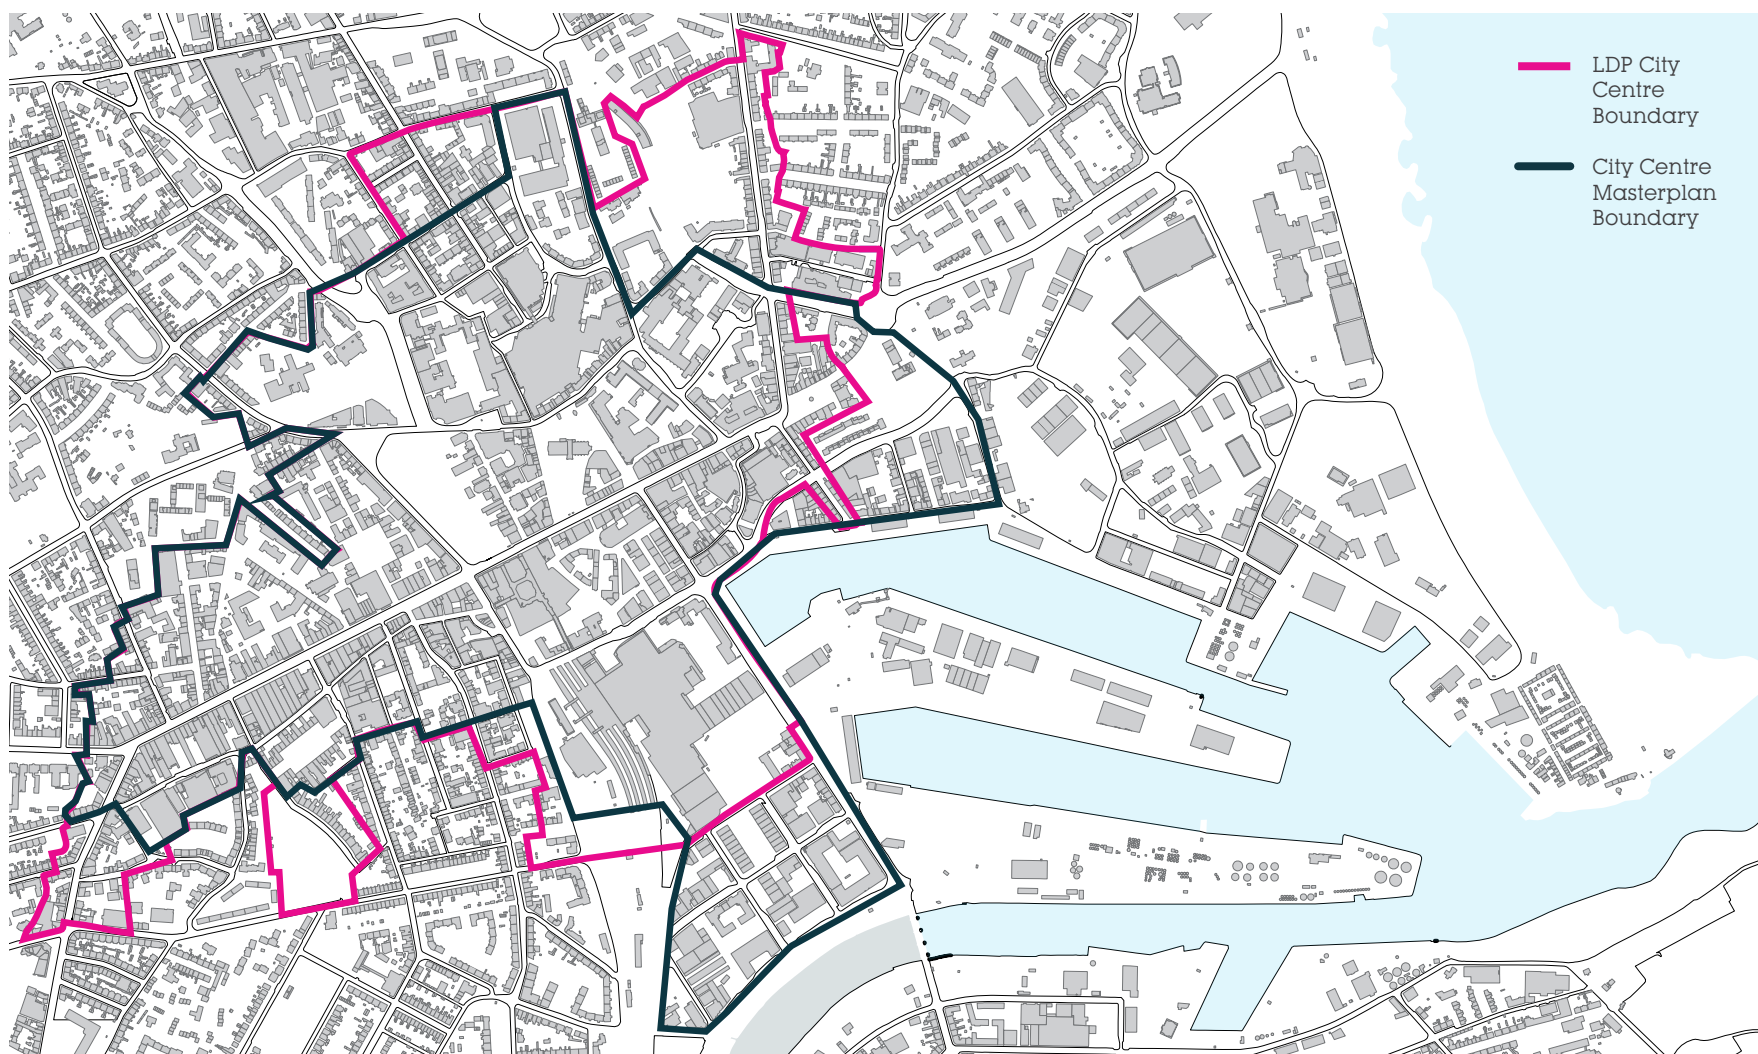 LDP City
Centre
Boundary
City Centre
Masterplan
Boundary